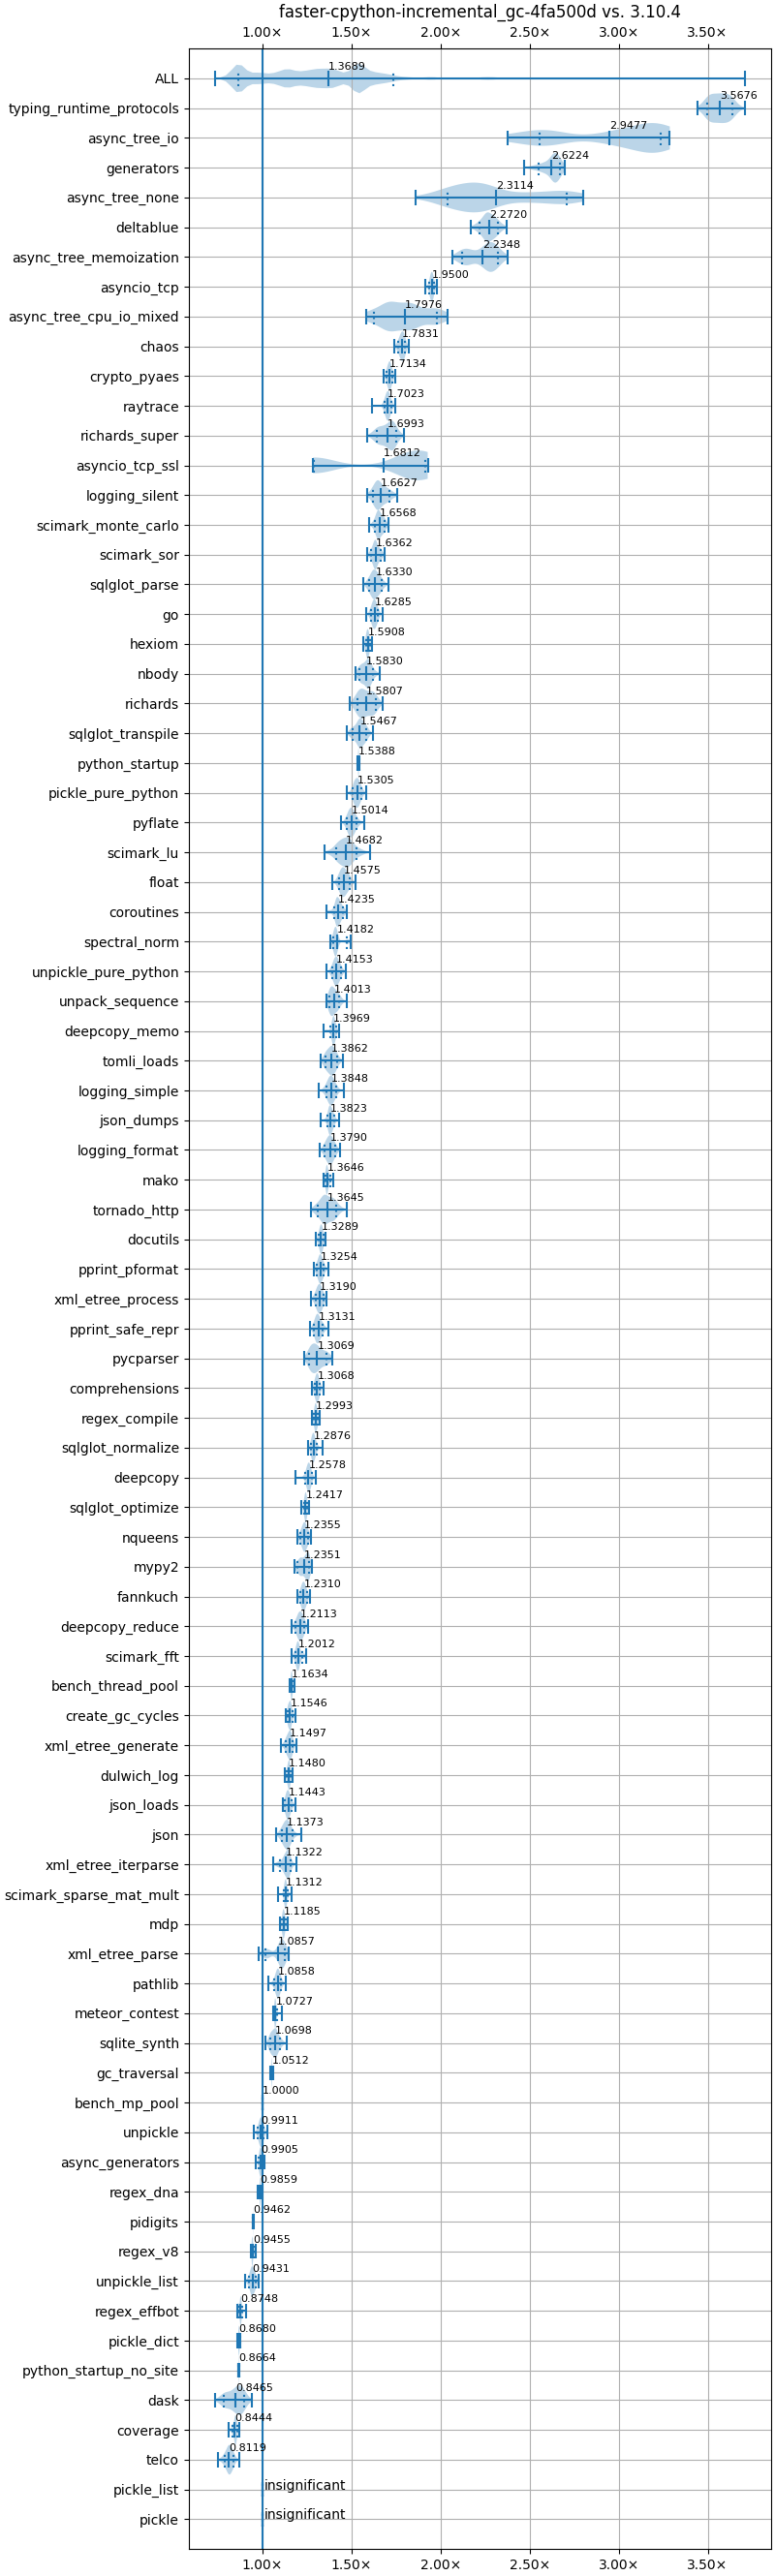 faster-cpython-incremental_gc-4fa500d vs. 3.10.4
1.00× 1.50× 2.00× 2.50× 3.00× 3.50×
ALL 1.3689
typing_runtime_protocols 3.5676
async_tree_io 2.9477
generators 2.6224
async_tree_none 2.3114
deltablue 2.2720
async_tree_memoization 2.2348
asyncio_tcp 1.9500
async_tree_cpu_io_mixed 1.7976
chaos 1.7831
crypto_pyaes 1.7134
raytrace 1.7023
richards_super 1.6993
asyncio_tcp_ssl 1.6812
logging_silent 1.6627
scimark_monte_carlo 1.6568
scimark_sor 1.6362
sqlglot_parse 1.6330
go 1.6285
hexiom 1.5908
nbody 1.5830
richards 1.5807
sqlglot_transpile 1.5467
python_startup 1.5388
pickle_pure_python 1.5305
pyflate 1.5014
scimark_lu 1.4682
float 1.4575
coroutines 1.4235
spectral_norm 1.4182
unpickle_pure_python 1.4153
unpack_sequence 1.4013
deepcopy_memo 1.3969
tomli_loads 1.3862
logging_simple 1.3848
json_dumps 1.3823
logging_format 1.3790
mako 1.3646
tornado_http 1.3645
docutils 1.3289
pprint_pformat 1.3254
xml_etree_process 1.3190
pprint_safe_repr 1.3131
pycparser 1.3069
comprehensions 1.3068
regex_compile 1.2993
sqlglot_normalize 1.2876
deepcopy 1.2578
sqlglot_optimize 1.2417
nqueens 1.2355
mypy2 1.2351
fannkuch 1.2310
deepcopy_reduce 1.2113
scimark_fft 1.2012
bench_thread_pool 1.1634
create_gc_cycles 1.1546
xml_etree_generate 1.1497
dulwich_log 1.1480
json_loads 1.1443
json 1.1373
xml_etree_iterparse 1.1322
scimark_sparse_mat_mult 1.1312
mdp 1.1185
xml_etree_parse 1.0857
pathlib 1.0858
meteor_contest 1.0727
sqlite_synth 1.0698
gc_traversal 1.0512
bench_mp_pool 1.0000
unpickle 0.9911
async_generators 0.9905
regex_dna 0.9859
pidigits 0.9462
regex_v8 0.9455
unpickle_list 0.9431
regex_effbot 0.8748
pickle_dict 0.8680
python_startup_no_site 0.8664
dask 0.8465
coverage 0.8444
telco 0.8119
pickle_list insignificant
pickle insignificant
1.00× 1.50× 2.00× 2.50× 3.00× 3.50×